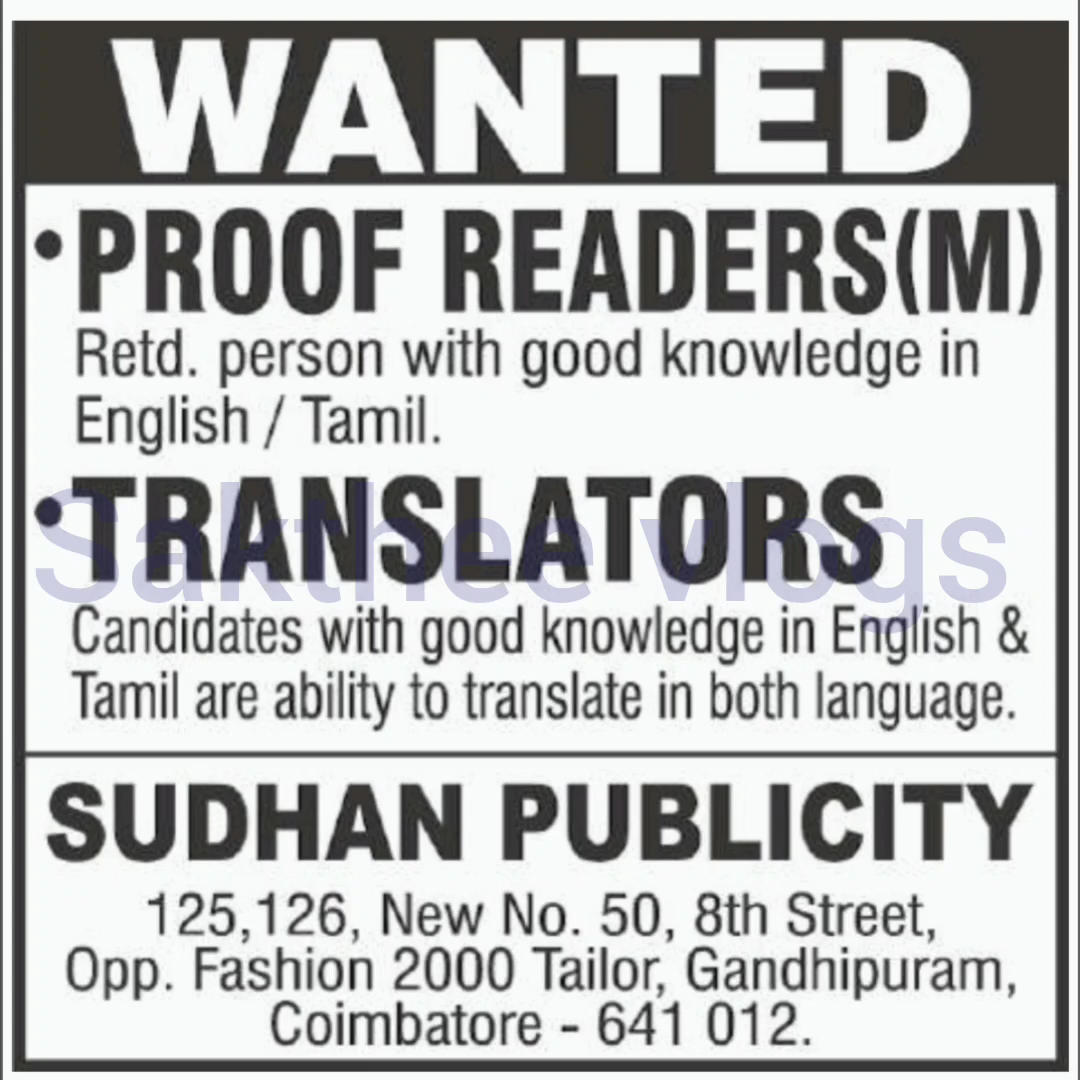 WANTED
• PROOF READERS(M)
Retd. person with good knowledge in
English / Tamil.
• TRANSLATORS
Sakthee vlogs
Candidates with good knowledge in English &
Tamil are ability to translate in both language.
SUDHAN PUBLICITY
125,126, New No. 50, 8th Street,
Opp. Fashion 2000 Tailor, Gandhipuram,
Coimbatore - 641 012.